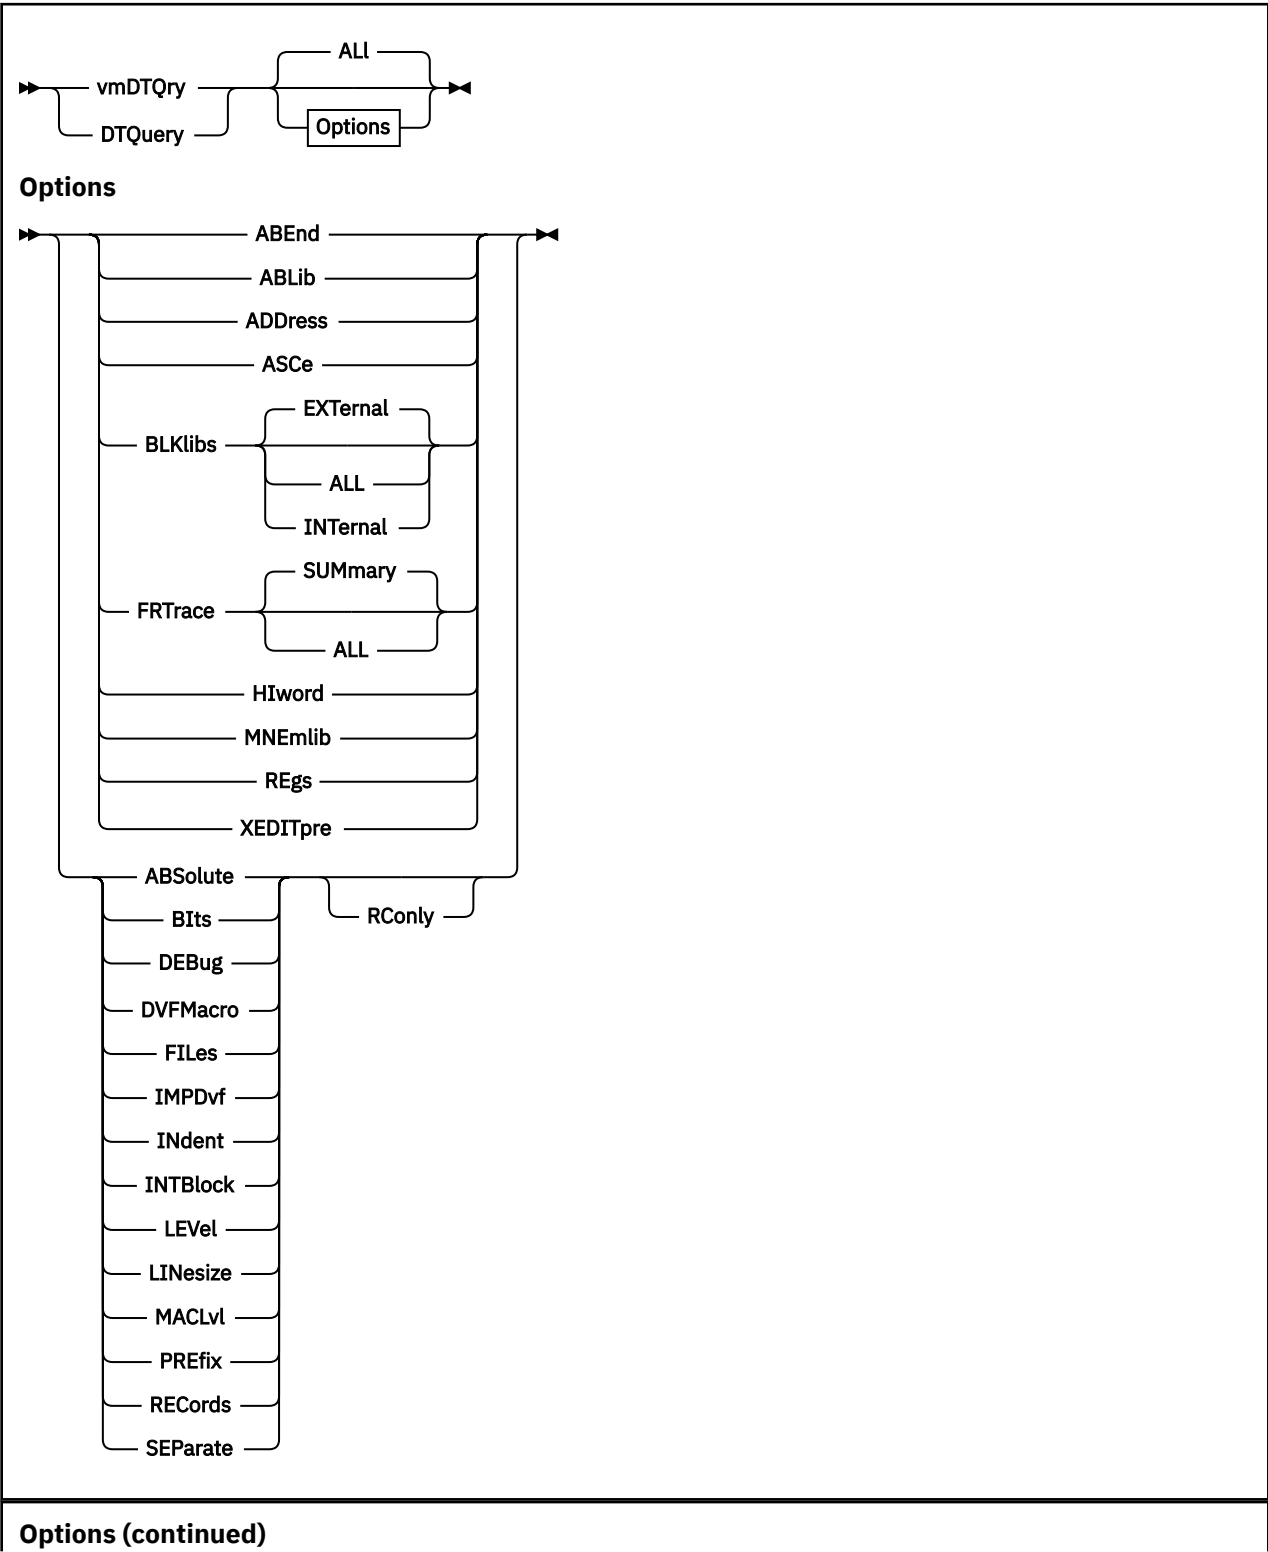 ALl
vmDTQry
DTQuery
Options
Options
ABEnd
ABLib
ADDress
ASCe
EXTernal
BLKlibs
ALL
INTernal
SUMmary
FRTrace
ALL
HIword
MNEmlib
REgs
XEDITpre
ABSolute
RConly
BIts
DEBug
DVFMacro
FILes
IMPDvf
INdent
INTBlock
LEVel
LINesize
MACLvl
PREfix
RECords
SEParate
Options (continued)